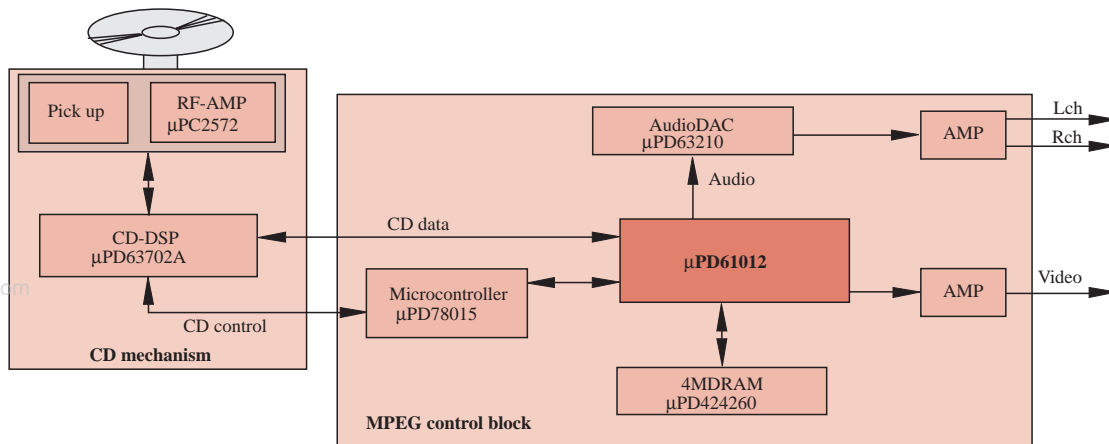 Pick up
RF-AMP
μPC2572
CD-DSP
μPD63702A
CD control
CD mechanism
AudioDAC
μPD63210
AMP
Lch
Rch
Audio
CD data
μPD61012
Microcontroller
μPD78015
AMP
Video
4MDRAM
μPD424260
MPEG control block
om